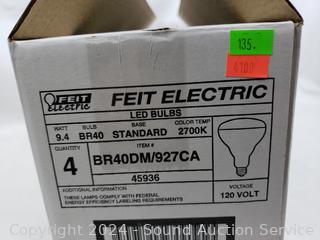 135.
4100
FEIT electric FEIT ELECTRIC
LED BULBS
WATT BULB BASE COLOR TEMP
9.4 BR40 STANDARD 2700K
QUANTITY
4
BR40DM/927CA
45936
ADDITIONAL INFORMATION
THESE LAMPS COMPLY WITH FEDERAL
ENERGY EFFICIENCY LABELING REQUIREMENTS
VOLTAGE
120 VOLT
Copyright 2024 - Sound Auction Service